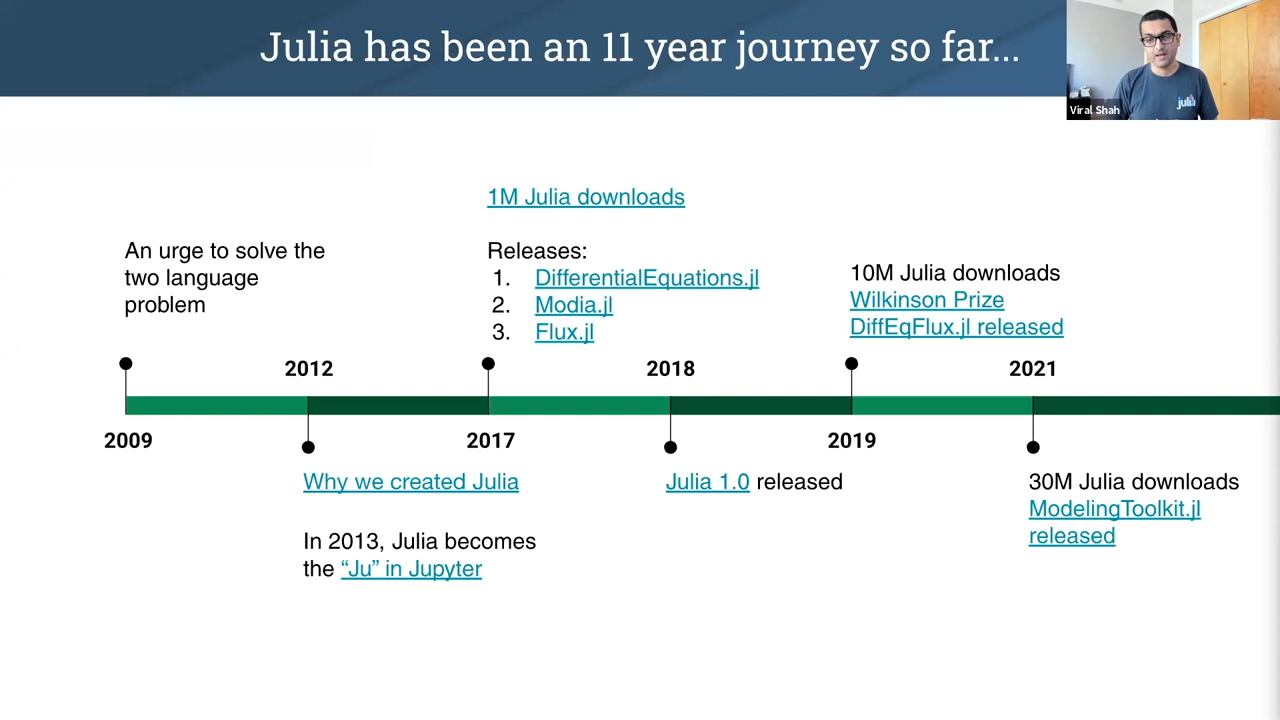 Julia has been an 11 year journey so far...
Viral Shah
julia
1M Julia downloads
An urge to solve the
two language
problem
Releases:
1. DifferentialEquations.jl
2. Modia.jl
3. Flux.jl
10M Julia downloads
Wilkinson Prize
DiffEqFlux.jl released
2012
2018
2021
2009
2017
2019
Why we created Julia
In 2013, Julia becomes
the “Ju” in Jupyter
Julia 1.0 released
30M Julia downloads
ModelingToolkit.jl
released